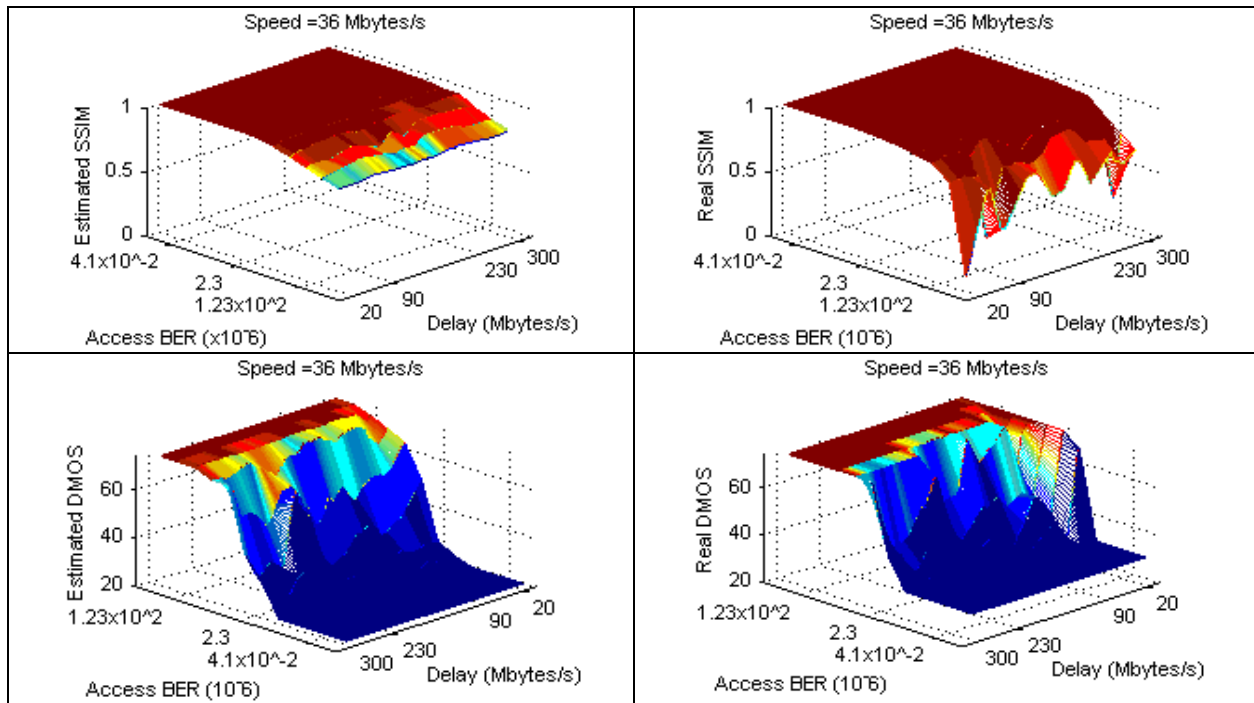 Speed =36 Mbytes/s
Estimated SSIM
1
0.5
0
4.1x10^-2
2.3
1.23x10^2
Access BER (x10^-6)
20
90
230
300
Delay (Mbytes/s)
Speed =36 Mbytes/s
Real SSIM
1
0.5
0
4.1x10^-2
2.3
1.23x10^2
Access BER (10^-6)
20
90
230
300
Delay (Mbytes/s)
Speed =36 Mbytes/s
Estimated DMOS
60
40
20
1.23x10^2
2.3
4.1x10^-2
Access BER (10^-6)
300
230
90
20
Delay (Mbytes/s)
Speed =36 Mbytes/s
Real DMOS
60
40
20
1.23x10^2
2.3
4.1x10^-2
Access BER (10^-6)
300
230
90
20
Delay (Mbytes/s)